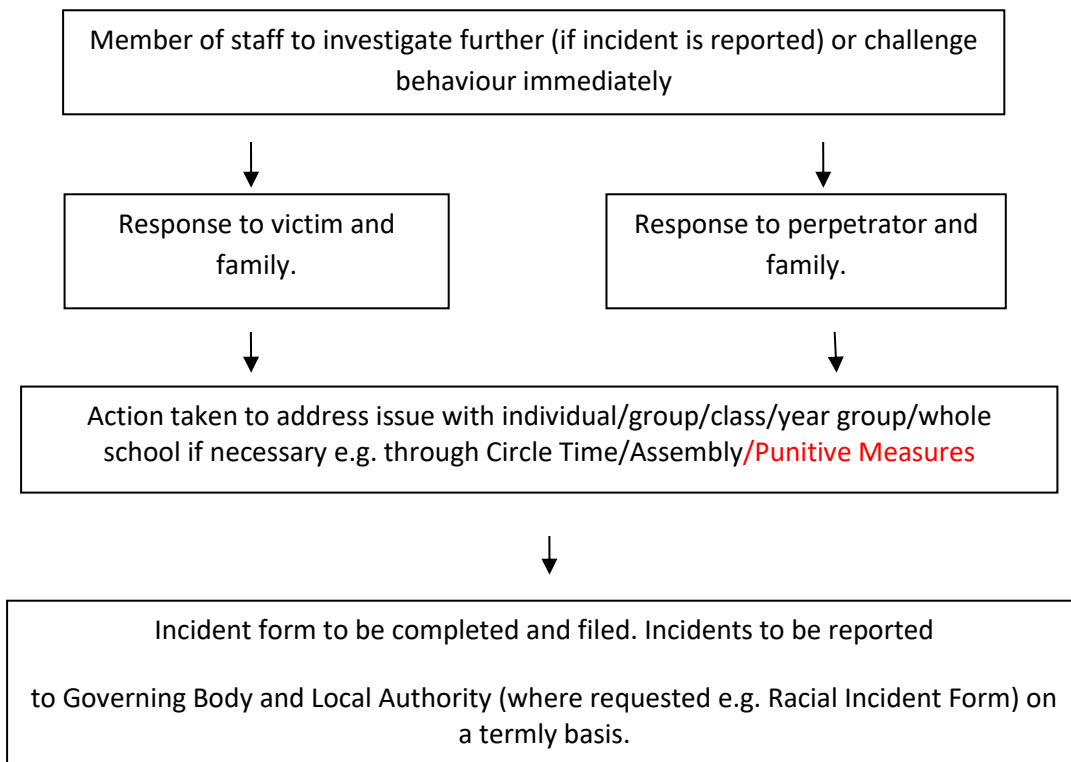 Member of staff to investigate further (if incident is reported) or challenge
behaviour immediately
Response to victim and
family.
Response to perpetrator and
family.
Action taken to address issue with individual/group/class/year group/whole
school if necessary e.g. through Circle Time/Assembly/Punitive Measures
Incident form to be completed and filed. Incidents to be reported
to Governing Body and Local Authority (where requested e.g. Racial Incident Form) on
a termly basis.